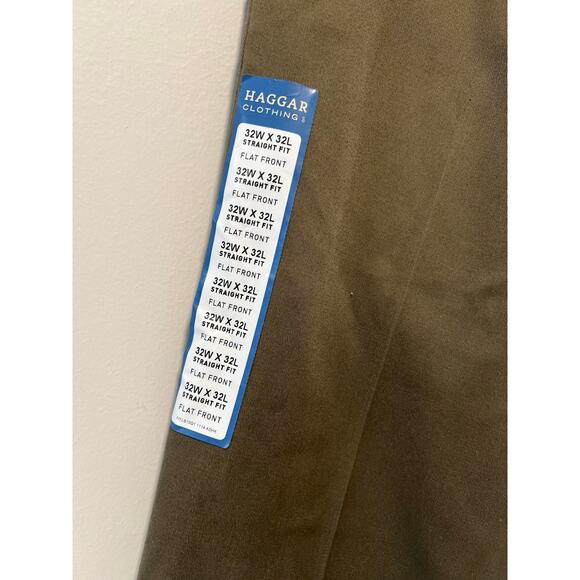 HAGGAR
CLOTHING
32W X 32L
STRAIGHT FIT
FLAT FRONT
32W X 32L
STRAIGHT FIT
FLAT FRONT
32W X 32L
STRAIGHT FIT
FLAT FRONT
32W X 32L
STRAIGHT FIT
FLAT FRONT
32W X 32L
STRAIGHT FIT
FLAT FRONT
32W X 32L
STRAIGHT FIT
FLAT FRONT
32W X 32L
STRAIGHT FIT
FLAT FRONT
32W X 32L
STRAIGHT FIT
FLAT FRONT